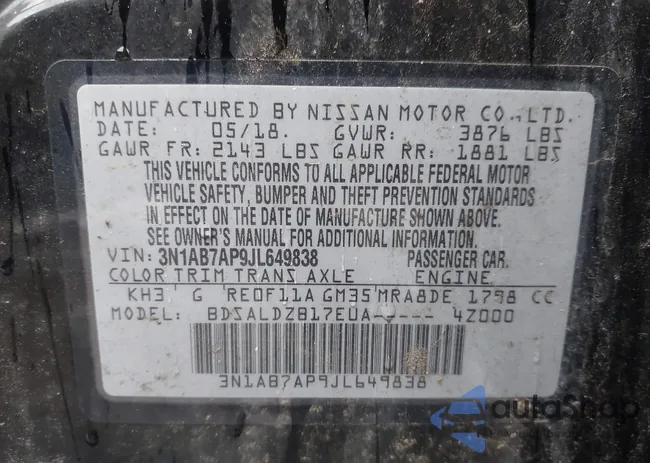 MANUFACTURED BY NISSAN MOTOR CO., LTD.
DATE: 05/18. GVWR: 3876 LBS
GAWR FR: 2143 LBS GAWR RR: 1881 LBS
THIS VEHICLE CONFORMS TO ALL APPLICABLE FEDERAL MOTOR
VEHICLE SAFETY, BUMPER AND THEFT PREVENTION STANDARDS
IN EFFECT ON THE DATE OF MANUFACTURE SHOWN ABOVE.
SEE OWNER'S MANUAL FOR ADDITIONAL INFORMATION.
VIN: 3N1AB7AP9JL649838 PASSENGER CAR.
COLOR TRIM TRANS AXLE ENGINE
KH3 G RE0F11A GM35 MRA8DE 1798 CC
MODEL: BDSALDZB17EUA----- 4Z000
3N1AB7AP9JL649838
autaShop